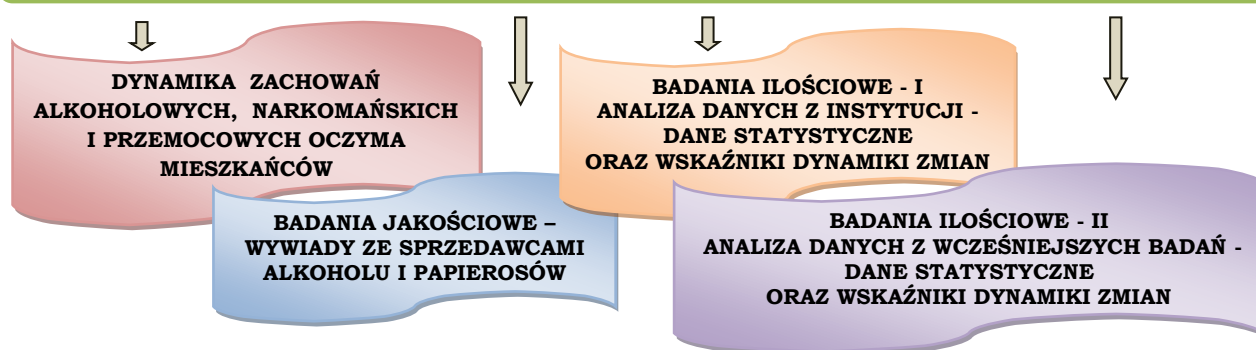 DYNAMIKA ZACHOWAŃ
ALKOHOLOWYCH, NARKOMAŃSKICH
I PRZEMOCOWYCH OCZYMA
MIESZKAŃCÓW
BADANIA JAKOŚCIOWE –
WYWIADY ZE SPRZEDAWCAMI
ALKOHOLU I PAPIEROSÓW
BADANIA ILOŚCIOWE - I
ANALIZA DANYCH Z INSTYTUCJI -
DANE STATYSTYCZNE
ORAZ WSKAŹNIKI DYNAMIKI ZMIAN
BADANIA ILOŚCIOWE - II
ANALIZA DANYCH Z WCZEŚNIEJSZYCH BADAŃ -
DANE STATYSTYCZNE
ORAZ WSKAŹNIKI DYNAMIKI ZMIAN